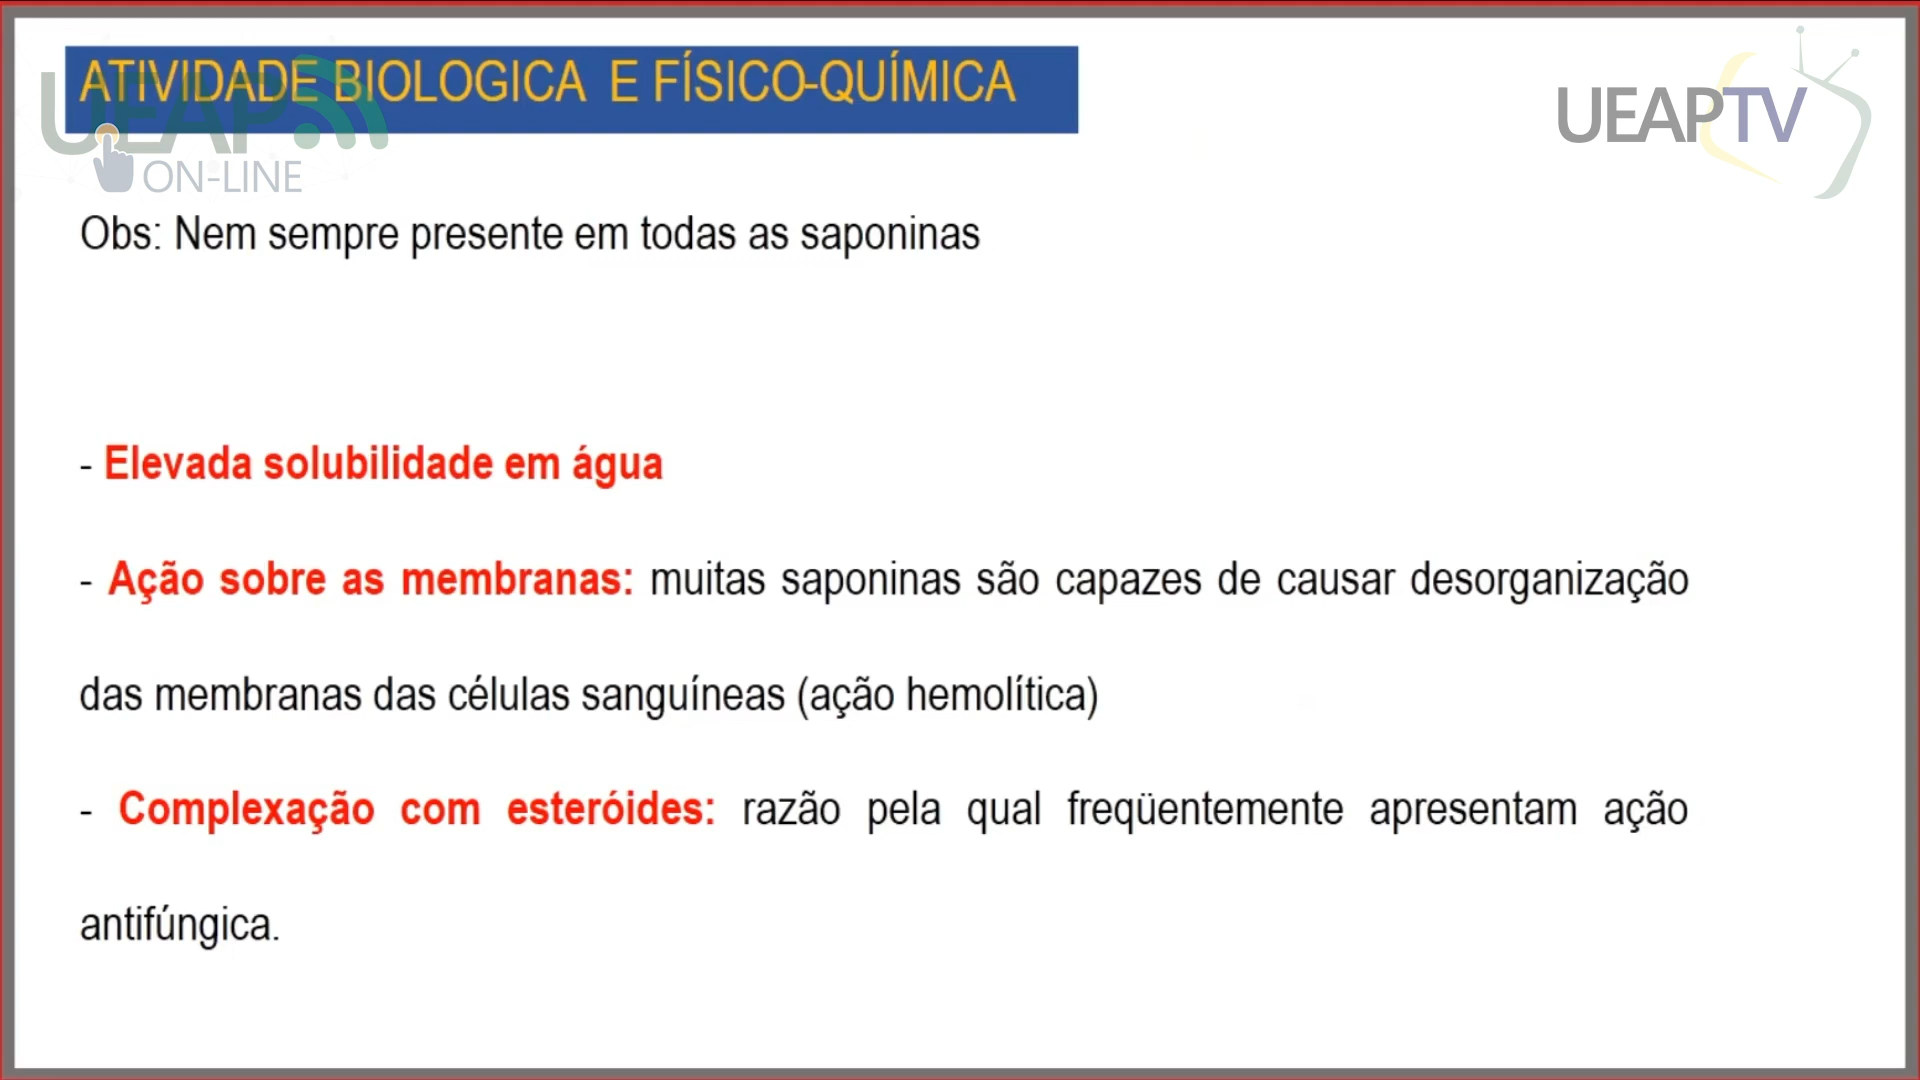 ATIVIDADE BIOLOGICA E FÍSICO-QUÍMICA
UEAP
ON-LINE
UEAPTV
Obs: Nem sempre presente em todas as saponinas
- Elevada solubilidade em água
- Ação sobre as membranas: muitas saponinas são capazes de causar desorganização
das membranas das células sanguíneas (ação hemolítica)
- Complexação com esteróides: razão pela qual freqüentemente apresentam ação
antifúngica.